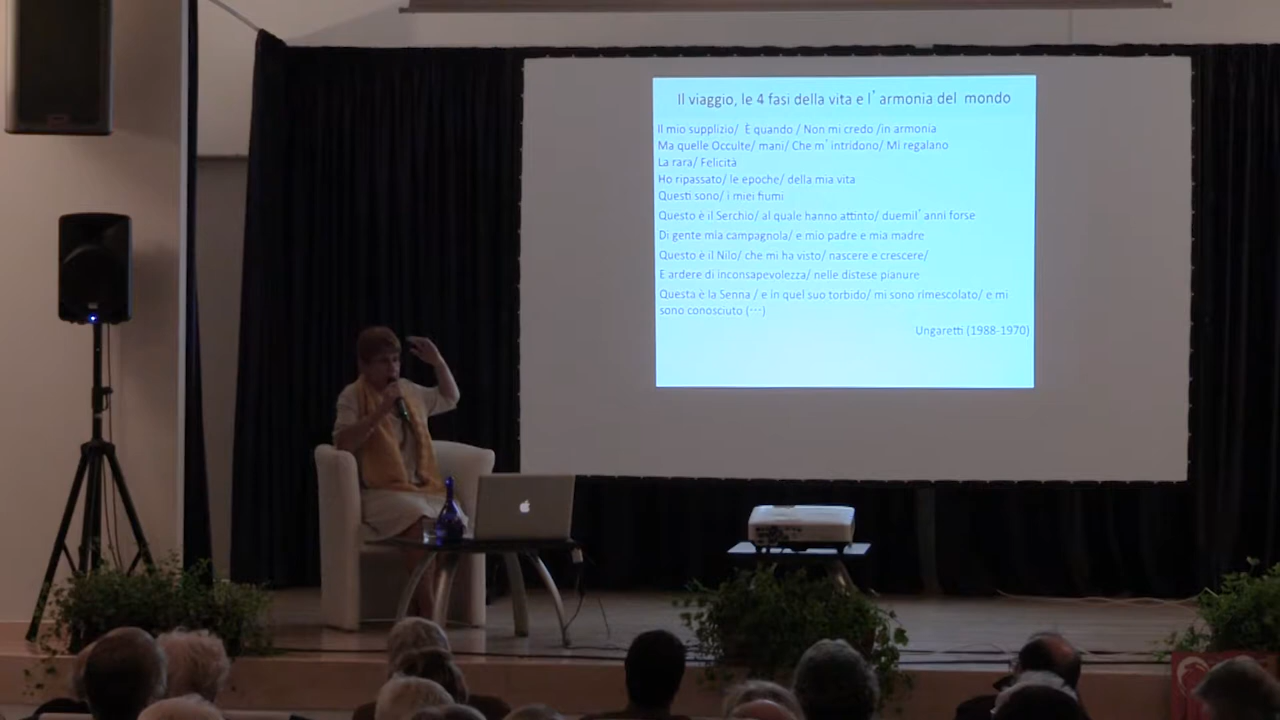 Il viaggio, le 4 fasi della vita e l' armonia del mondo
Il mio supplizio/ È quando / Non mi credo /in armonia
Ma quelle Occulte/ mani/ Che m' intridono/ Mi regalano
La rara/ Felicità
Ho ripassato/ le epoche/ della mia vita
Questi sono/ i miei fiumi
Questo è il Serchio/ al quale hanno attinto/ duemil' anni forse
Di gente mia campagnola/ e mio padre e mia madre
Questo è il Nilo/ che mi ha visto/ nascere e crescere/
E ardere di inconsapevolezza/ nelle distese pianure
Questa è la Senna / e in quel suo torbido/ mi sono rimescolato/ e mi
sono conosciuto (···)
Ungaretti (1988-1970)